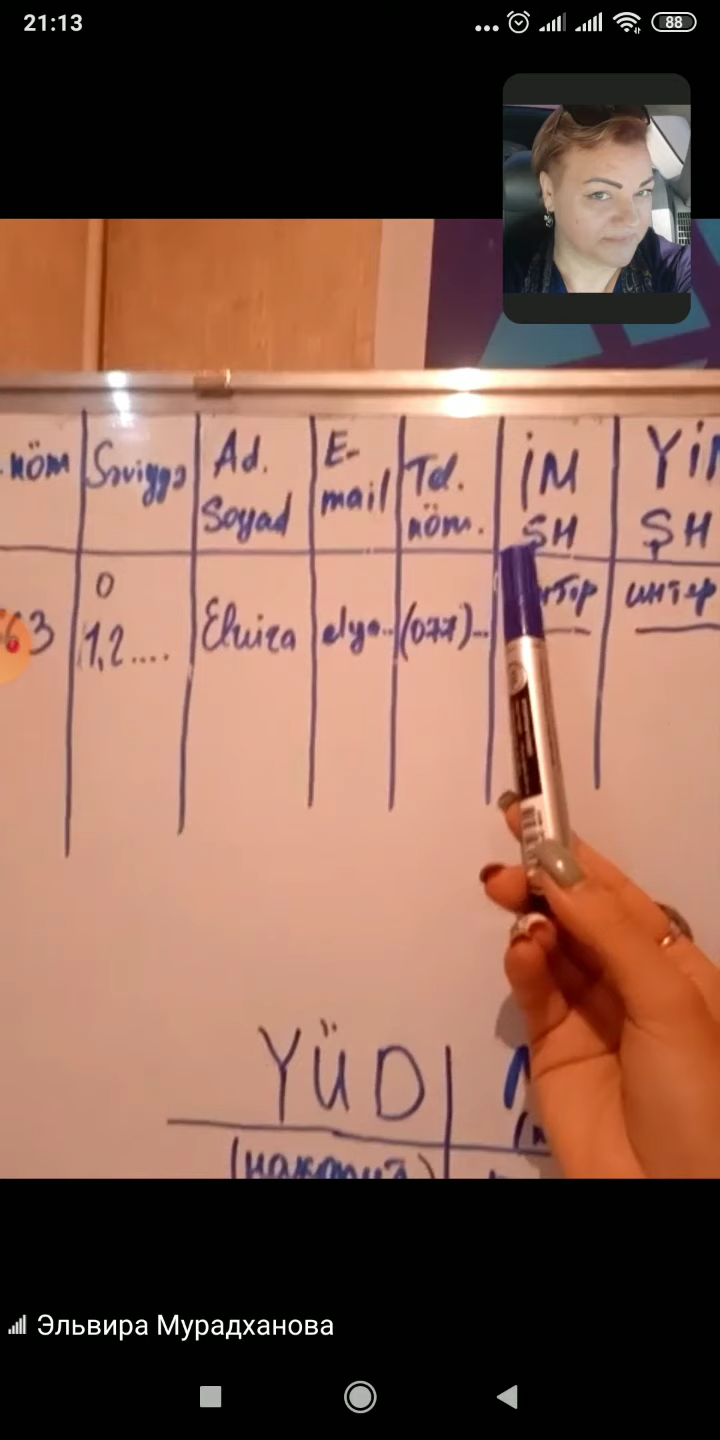 21:13
88
.nöm
Səviyyə
Ad.
Soyad
E-
mail
Tel.
nöm.
İM
ŞH
Yİ
ŞH
0
63
1,2....
Elvira
elya..
(077)...
интер
YÜD
Эльвира Мурадханова